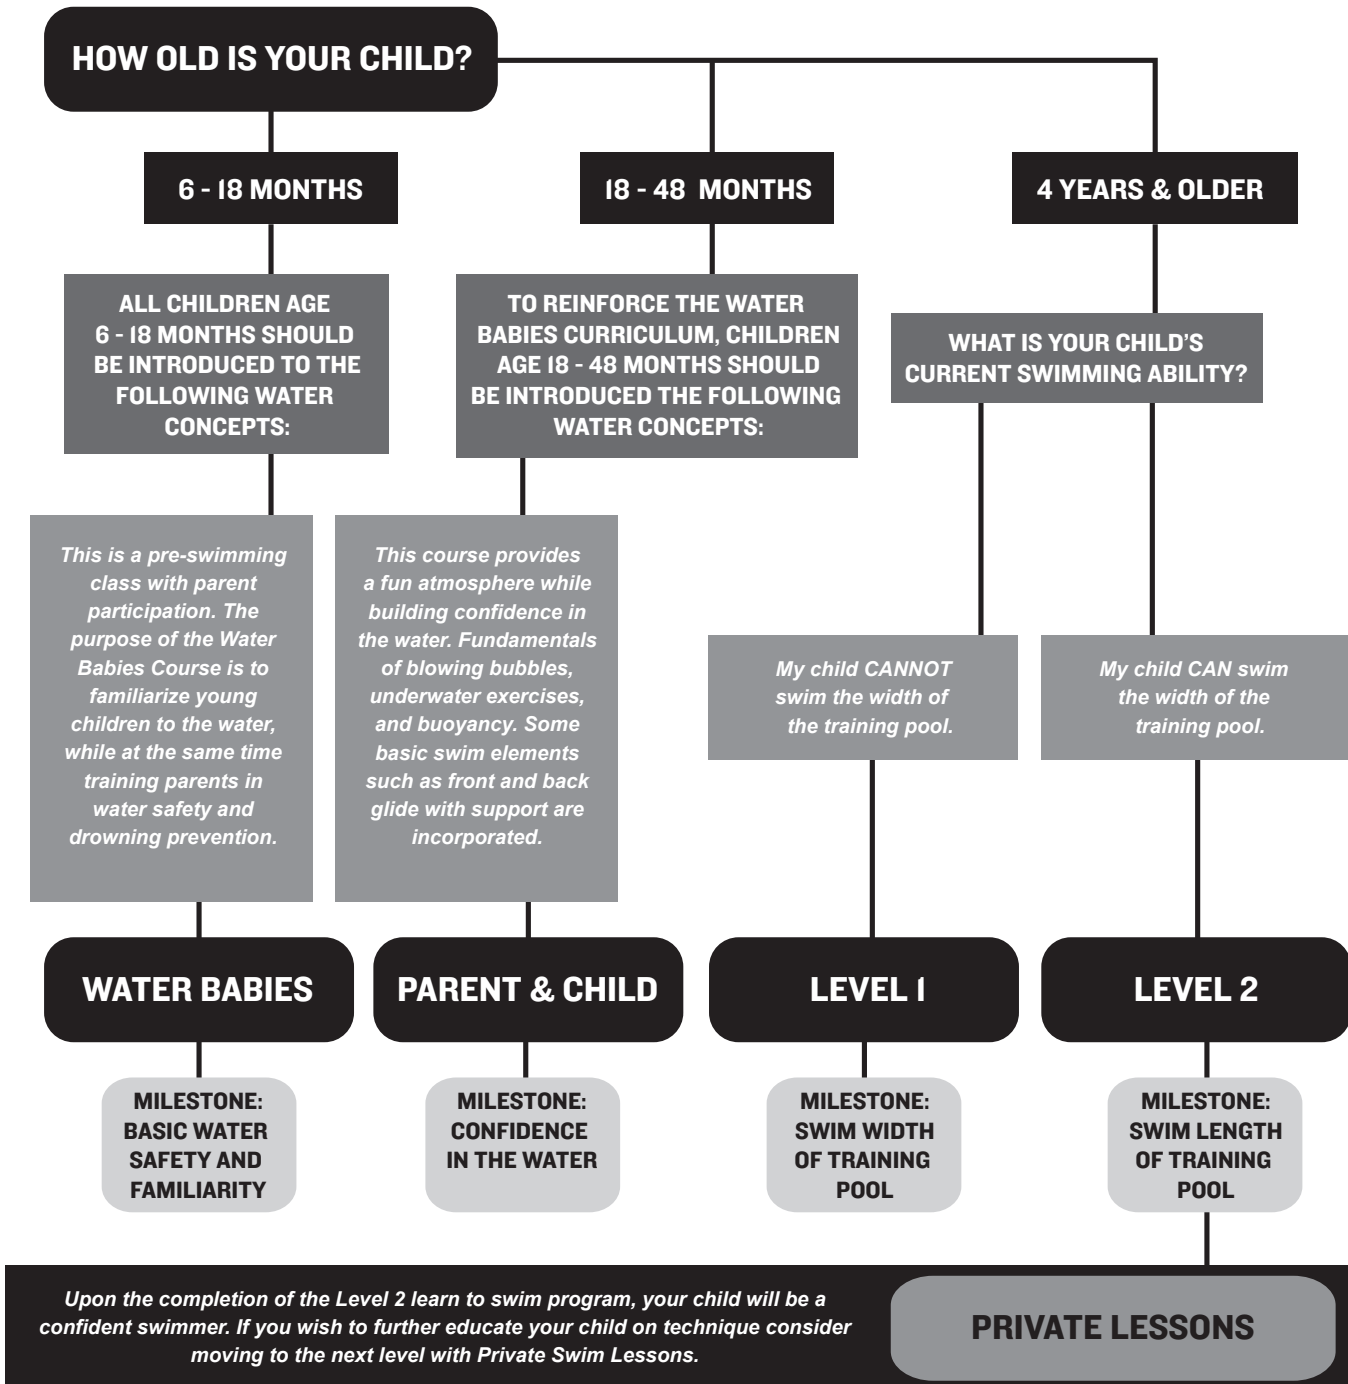 HOW OLD IS YOUR CHILD?
6 - 18 MONTHS
18 - 48 MONTHS
4 YEARS & OLDER
ALL CHILDREN AGE
6 - 18 MONTHS SHOULD
BE INTRODUCED TO THE
FOLLOWING WATER
CONCEPTS:
TO REINFORCE THE WATER
BABIES CURRICULUM, CHILDREN
AGE 18 - 48 MONTHS SHOULD
BE INTRODUCED THE FOLLOWING
WATER CONCEPTS:
WHAT IS YOUR CHILD'S
CURRENT SWIMMING ABILITY?
This is a pre-swimming
class with parent
participation. The
purpose of the Water
Babies Course is to
familiarize young
children to the water,
while at the same time
training parents in
water safety and
drowning prevention.
This course provides
a fun atmosphere while
building confidence in
the water. Fundamentals
of blowing bubbles,
underwater exercises,
and buoyancy. Some
basic swim elements
such as front and back
glide with support are
incorporated.
My child CANNOT
swim the width of
the training pool.
My child CAN swim
the width of the
training pool.
WATER BABIES
PARENT & CHILD
LEVEL 1
LEVEL 2
MILESTONE:
BASIC WATER
SAFETY AND
FAMILIARITY
MILESTONE:
CONFIDENCE
IN THE WATER
MILESTONE:
SWIM WIDTH
OF TRAINING
POOL
MILESTONE:
SWIM LENGTH
OF TRAINING
POOL
Upon the completion of the Level 2 learn to swim program, your child will be a
confident swimmer. If you wish to further educate your child on technique consider
moving to the next level with Private Swim Lessons.
PRIVATE LESSONS